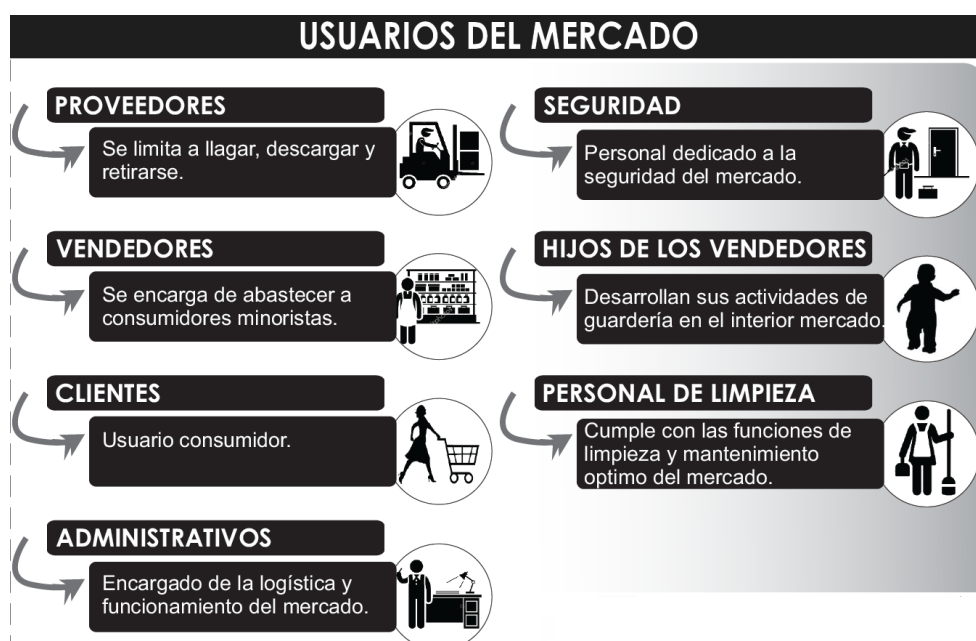 USUARIOS DEL MERCADO
PROVEEDORES
Se limita a llagar, descargar y
retirarse.
VENDEDORES
Se encarga de abastecer a
consumidores minoristas.
CLIENTES
Usuario consumidor.
ADMINISTRATIVOS
Encargado de la logística y
funcionamiento del mercado.
SEGURIDAD
Personal dedicado a la
seguridad del mercado.
HIJOS DE LOS VENDEDORES
Desarrollan sus actividades de
guardería en el interior mercado.
PERSONAL DE LIMPIEZA
Cumple con las funciones de
limpieza y mantenimiento
optimo del mercado.